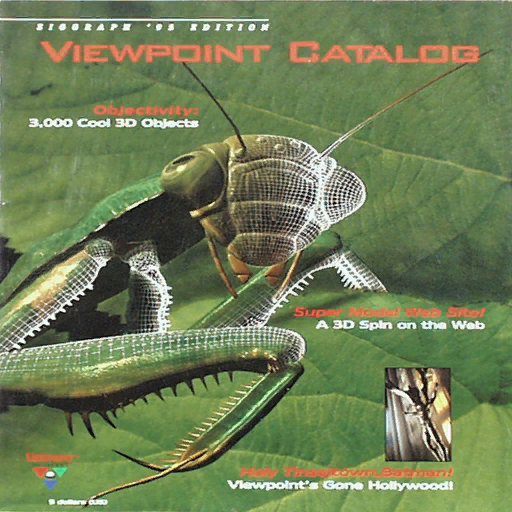 SIGGRAPH '95 EDITION
VIEWPOINT CATALOG
Objectivity:
3,000 Cool 3D Objects
Super Model Web Site!
A 3D Spin on the Web
Holy Tinseltown, Batman!
Viewpoint's Gone Hollywood!